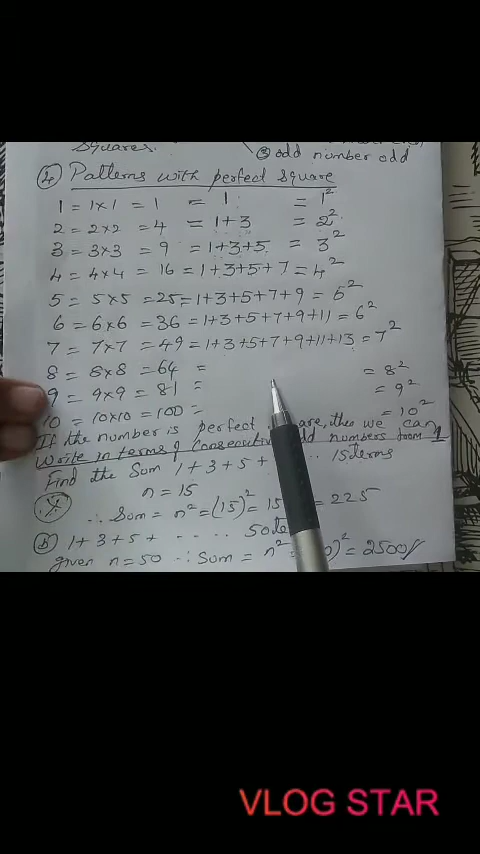 Squares.
③ odd number odd
④ Patterns with perfect square
1 = 1×1 = 1 = 1 = 1²
2 = 2×2 = 4 = 1+3 = 2²
3 = 3×3 = 9 = 1+3+5 = 3²
4 = 4×4 = 16 = 1+3+5+7 = 4²
5 = 5×5 = 25 = 1+3+5+7+9 = 5²
6 = 6×6 = 36 = 1+3+5+7+9+11 = 6²
7 = 7×7 = 49 = 1+3+5+7+9+11+13 = 7²
8 = 8×8 = 64 = = 8²
9 = 9×9 = 81 = = 9²
10 = 10×10 = 100 = = 10²
If the number is perfect, then we can
write in terms of consecutive numbers from 1
Find the Sum 1+3+5+ .... 15 terms
n = 15
∴ Sum = n² = (15)² = 15 = 225
ⓑ 1+3+5+ ..... 50 te
given n=50 ∴ Sum = n² = )² = 2500
VLOG STAR